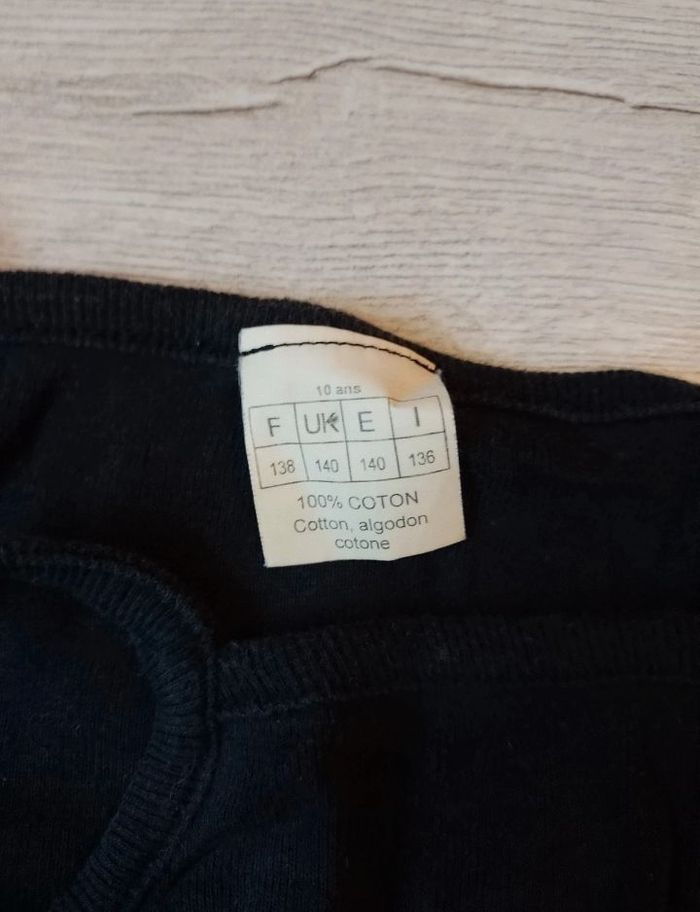 10 ans
F UK E I
138 140 140 136
100% COTON
Cotton, algodon
cotone